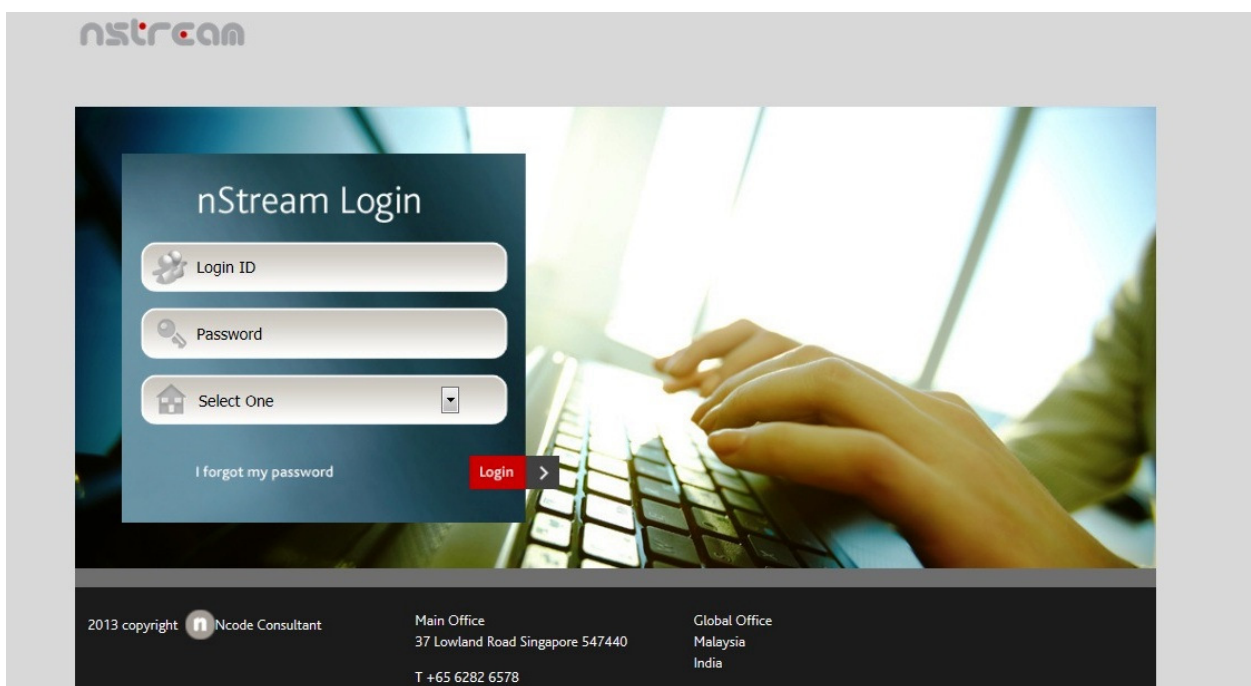 nstream
nStream Login
Login ID
Password
Select One
I forgot my password
Login >
2013 copyright n Ncode Consultant
Main Office
37 Lowland Road Singapore 547440
T +65 6282 6578
Global Office
Malaysia
India